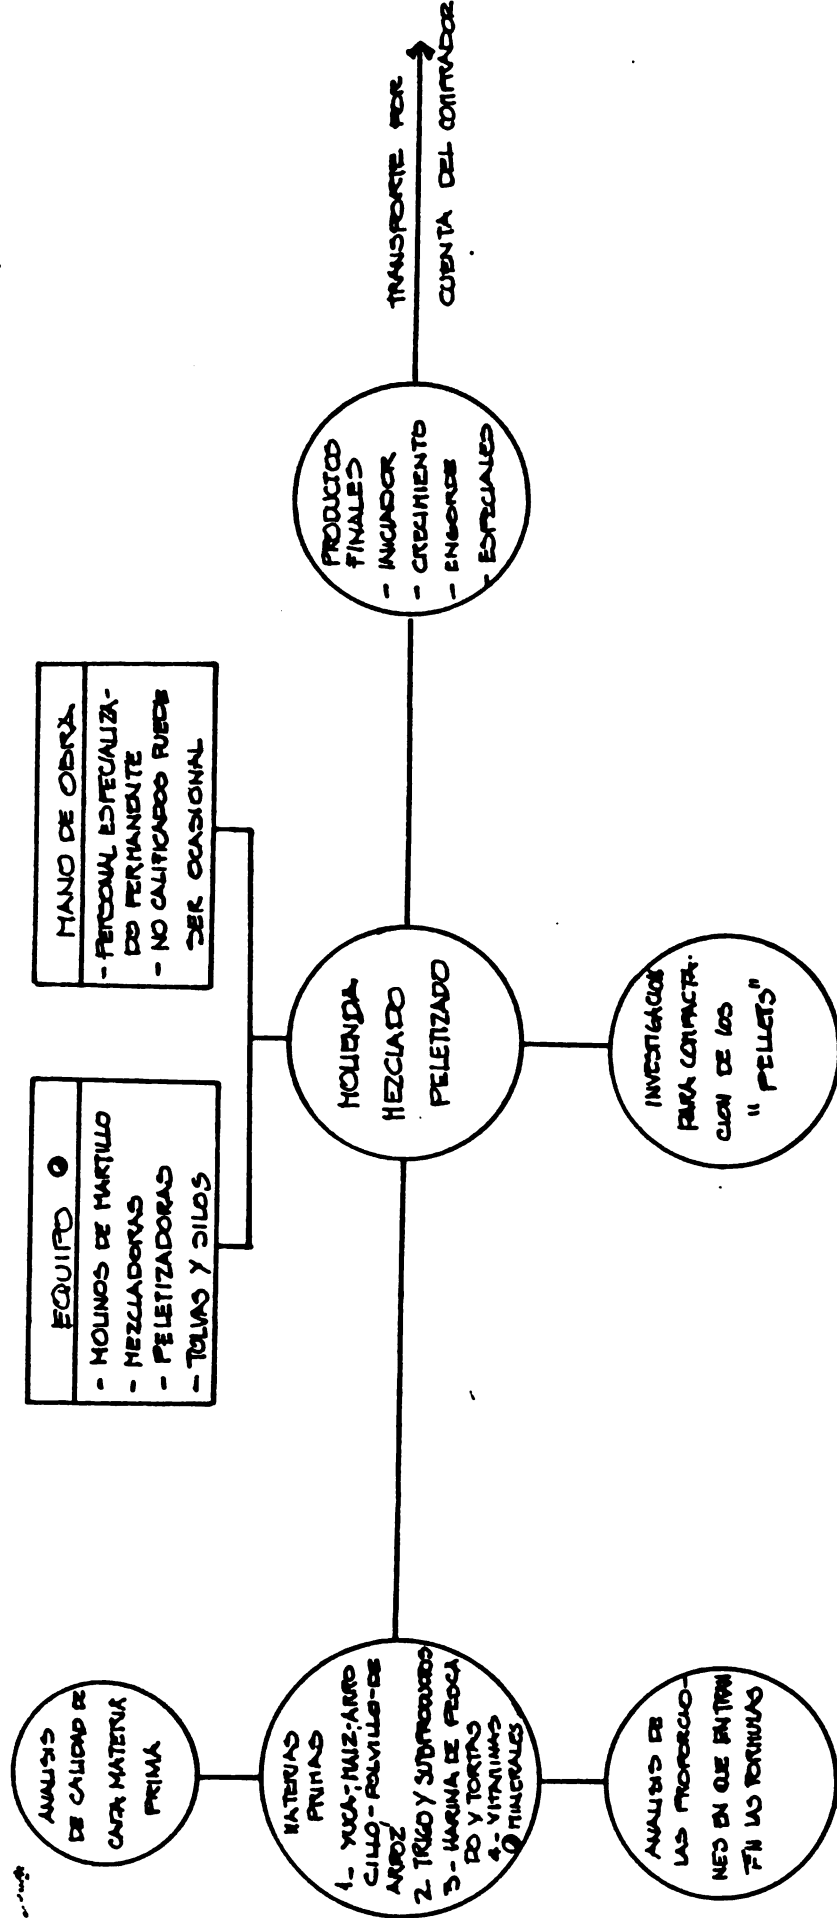 ANALISIS
DE CALIDAD DE
CADA MATERIA
PRIMA
MATERIAS
PRIMAS
1- YUCA-MAIZ-ARRO
CILLO-POLVILLO-DE
ARROZ
2 TRIGO Y SUBPRODUCTOS
3- HARINA DE PESCA
DO Y TORTAS
4- VITAMINAS
MINERALES
ANALISIS DE
LAS PROPORCIO-
NES EN QUE ENTRAN
EN LAS FORMULAS
EQUIPO
- MOLINOS DE MARTILLO
- MEZCLADORAS
- PELETIZADORAS
- TOLVAS Y SILOS
MANO DE OBRA
- PERSONAL ESPECIALIZA-
DO PERMANENTE
- NO CALIFICADOS PUEDE
SER OCASIONAL
MOLIENDA
MEZCLADO
PELETIZADO
INVESTIGACION
PARA COMPACTA-
CION DE LOS
"PELLETS"
PRODUCTOS
FINALES
- INICIADOR
- CRECIMIENTO
- ENGORDE
- ESPECIALES
TRANSPORTE POR
CUENTA DEL COMPRADOR